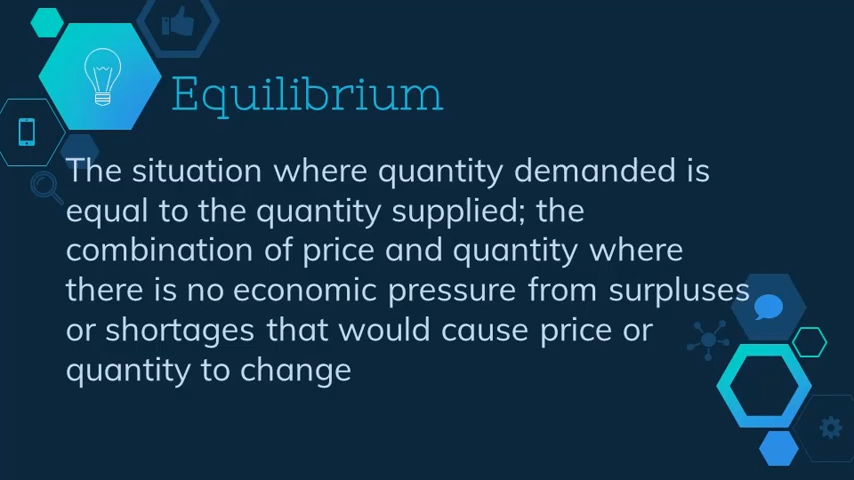 Equilibrium
The situation where quantity demanded is
equal to the quantity supplied; the
combination of price and quantity where
there is no economic pressure from surpluses
or shortages that would cause price or
quantity to change